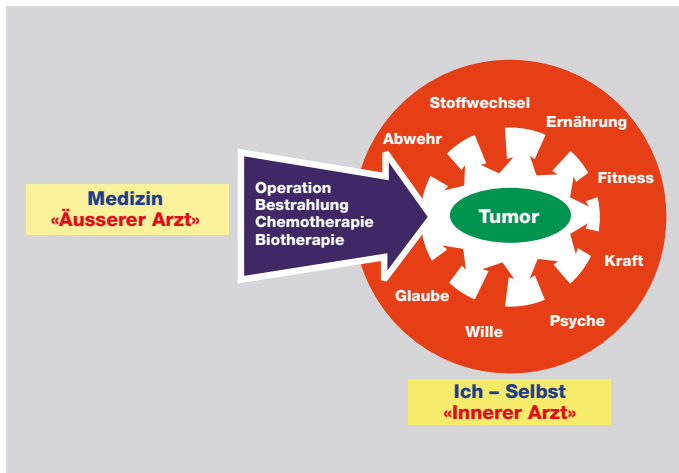 Stoffwechsel
Ernährung
Abwehr
Fitness
Operation
Bestrahlung
Chemotherapie
Biotherapie
Medizin
«Äusserer Arzt»
Tumor
Kraft
Glaube
Psyche
Wille
Ich – Selbst
«Innerer Arzt»